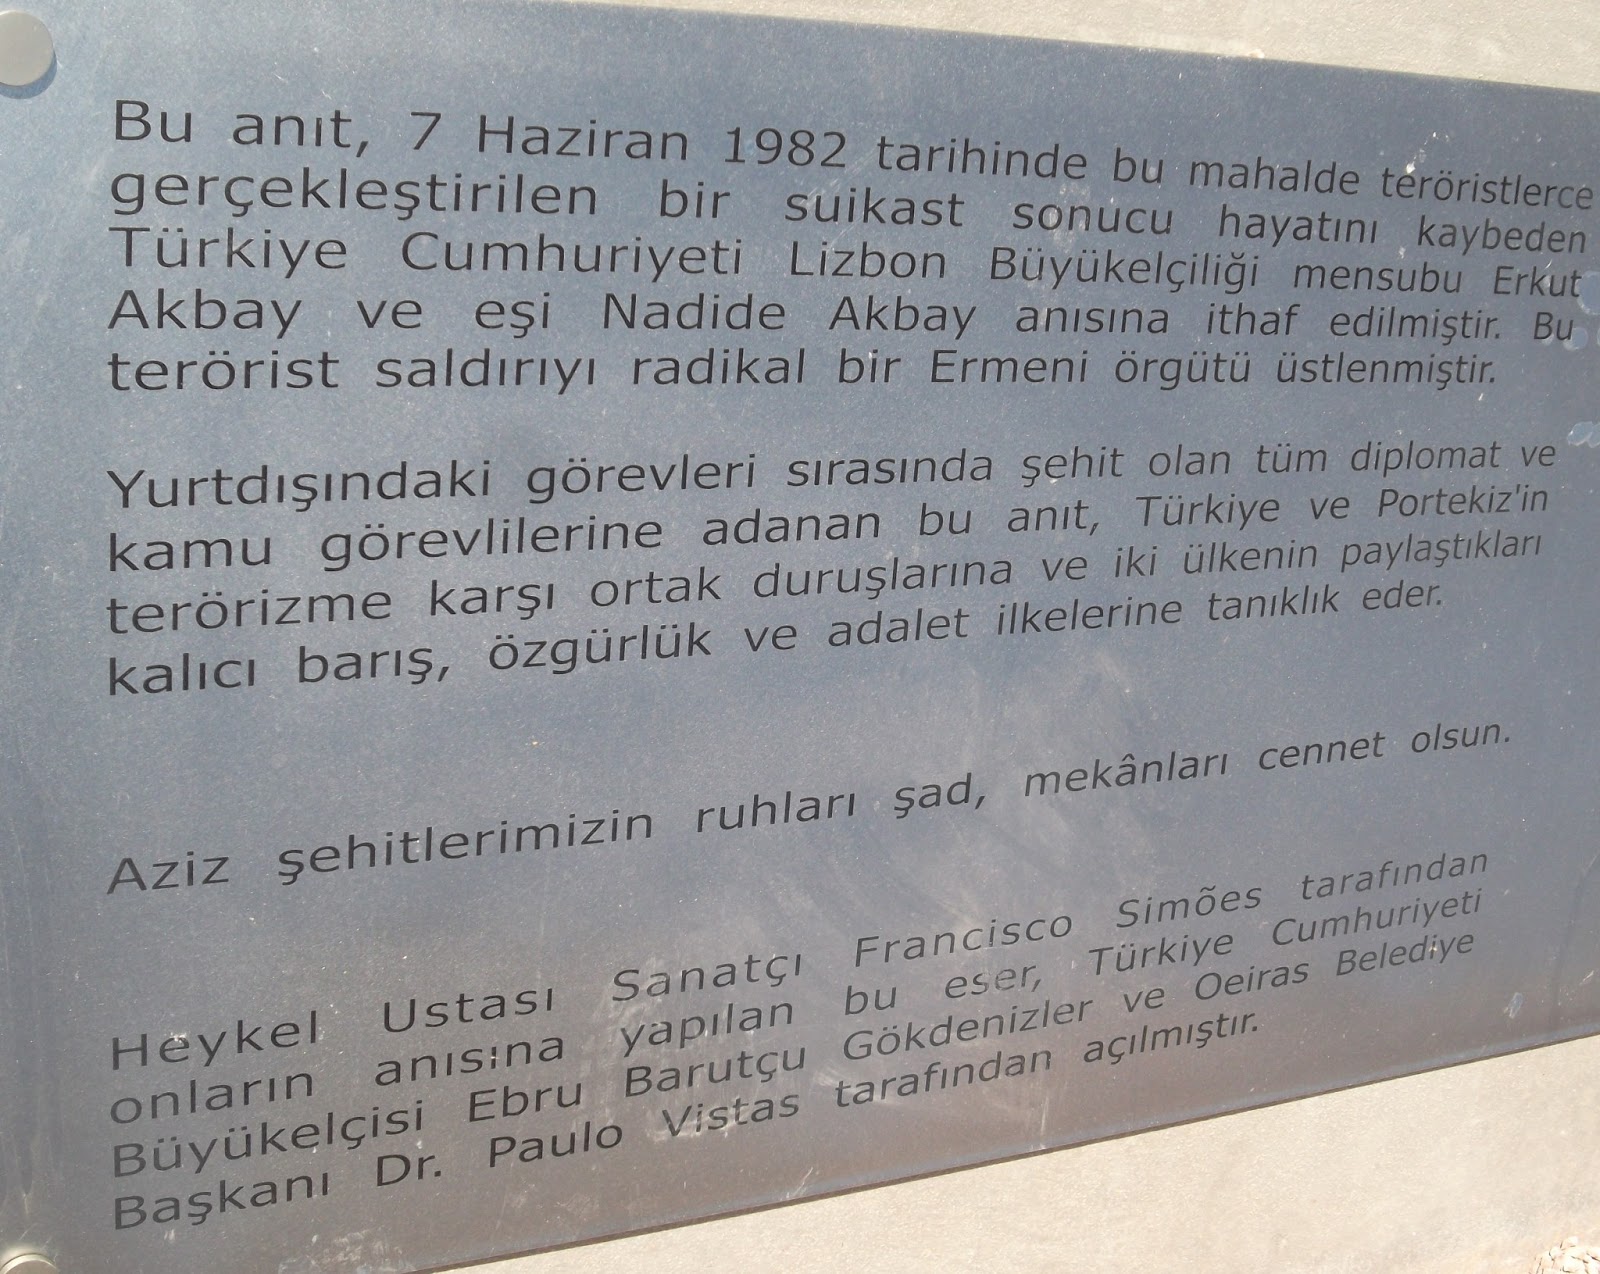 Bu anıt, 7 Haziran 1982 tarihinde bu mahalde teröristlerce
gerçekleştirilen bir suikast sonucu hayatını kaybeden
Türkiye Cumhuriyeti Lizbon Büyükelçiliği mensubu Erkut
Akbay ve eşi Nadide Akbay anısına ithaf edilmiştir. Bu
terörist saldırıyı radikal bir Ermeni örgütü üstlenmiştir.
Yurtdışındaki görevleri sırasında şehit olan tüm diplomat ve
kamu görevlilerine adanan bu anıt, Türkiye ve Portekiz'in
terörizme karşı ortak duruşlarına ve iki ülkenin paylaştıkları
kalıcı barış, özgürlük ve adalet ilkelerine tanıklık eder.
Aziz şehitlerimizin ruhları şad, mekânları cennet olsun.
Heykel Ustası Sanatçı Francisco Simões tarafından
onların anısına yapılan bu eser, Türkiye Cumhuriyeti
Büyükelçisi Ebru Barutçu Gökdenizler ve Oeiras Belediye
Başkanı Dr. Paulo Vistas tarafından açılmıştır.